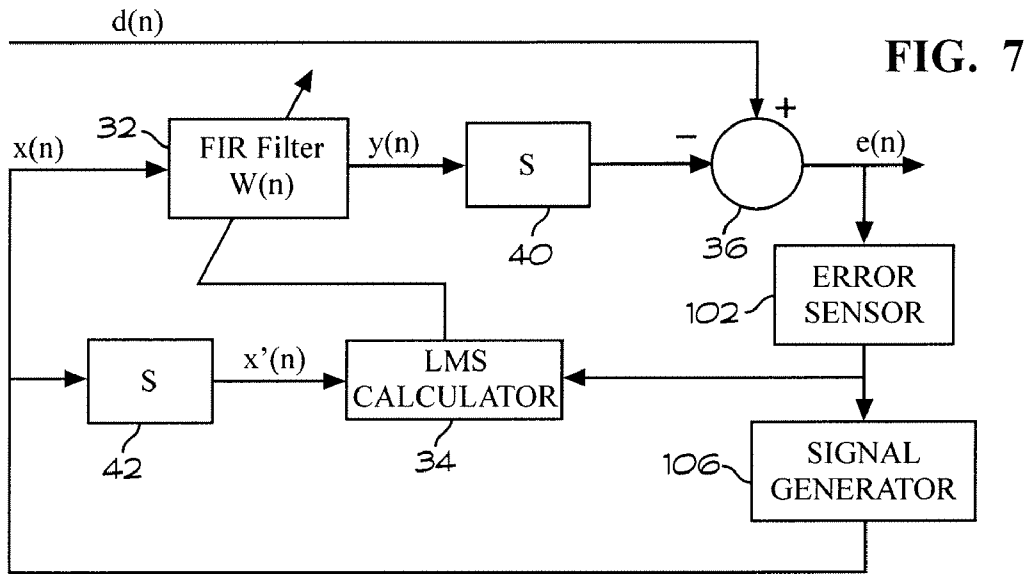 d(n)
FIG. 7
+
32
x(n)
FIR Filter
W(n)
y(n)
S
−
e(n)
40
36
102
ERROR
SENSOR
S
x'(n)
LMS
CALCULATOR
42
34
106
SIGNAL
GENERATOR